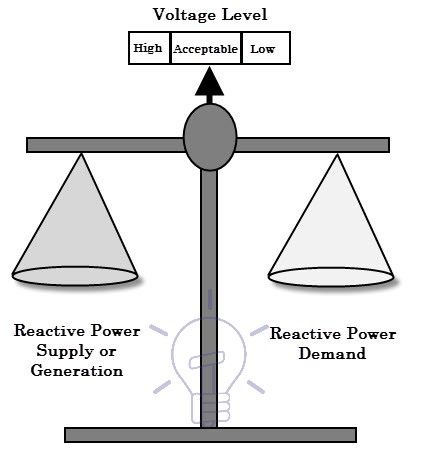 Voltage Level
High Acceptable Low
Reactive Power
Supply or
Generation
Reactive Power
Demand